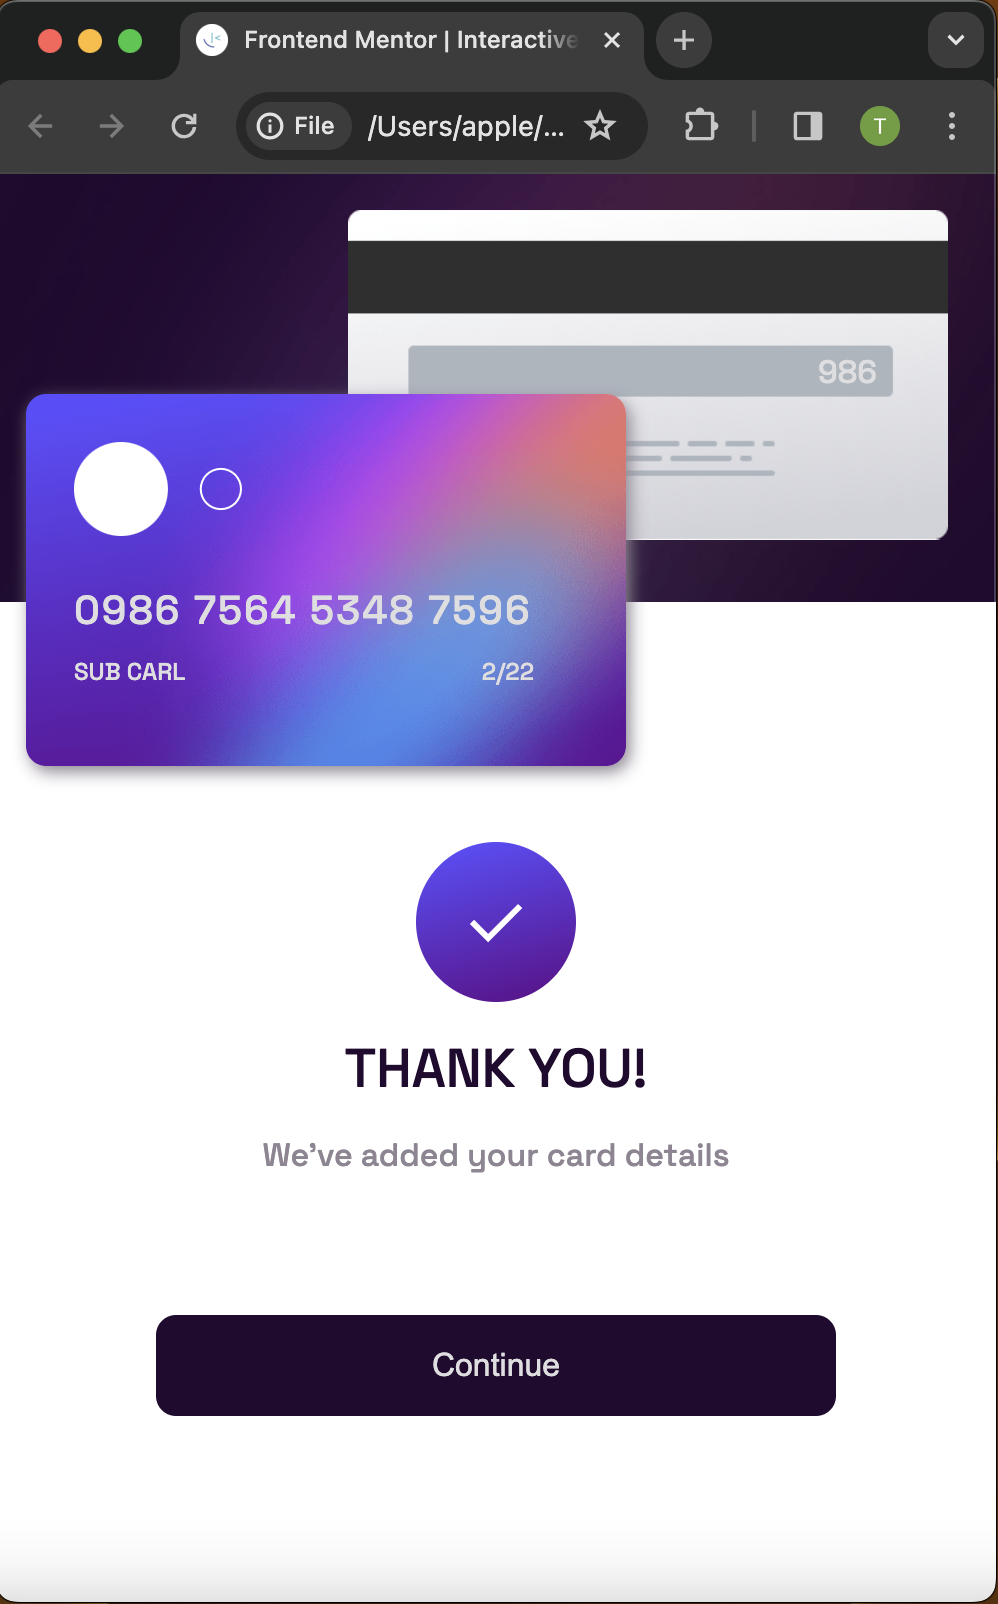 Frontend Mentor | Interactive
File /Users/apple/...
T
986
0986 7564 5348 7596
SUB CARL 2/22
THANK YOU!
We've added your card details
Continue